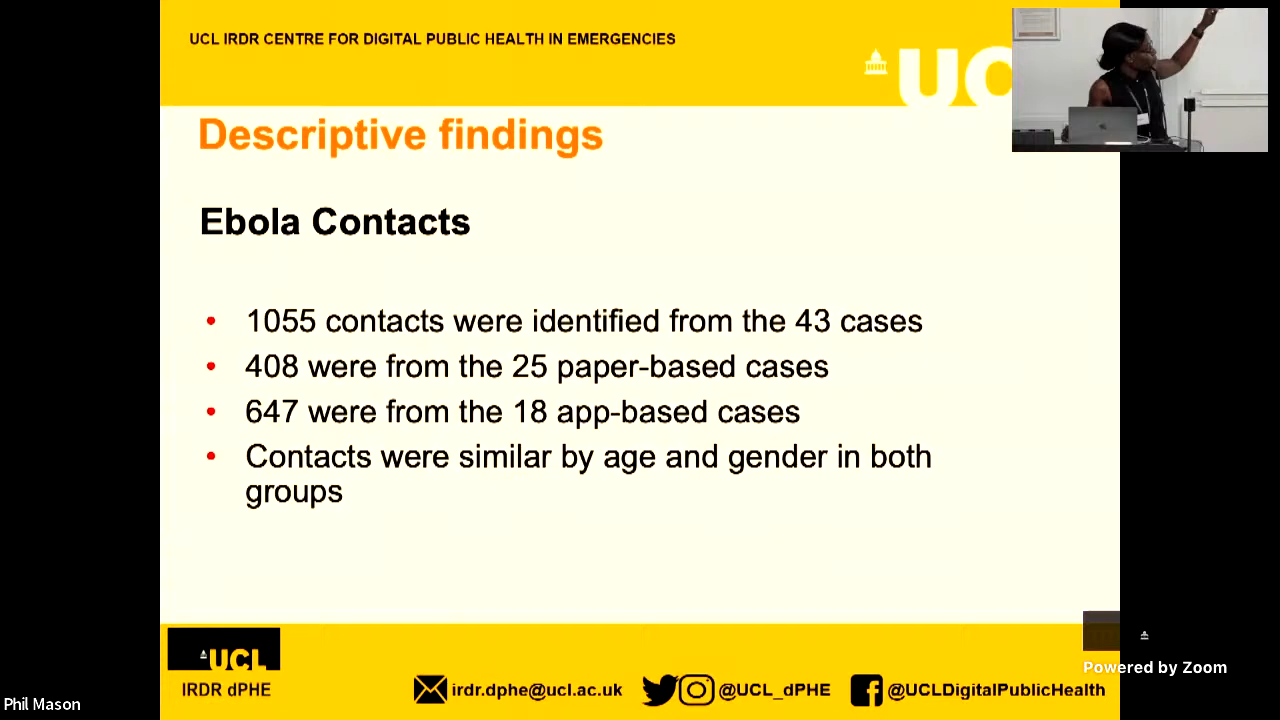 UCL IRDR CENTRE FOR DIGITAL PUBLIC HEALTH IN EMERGENCIES
UC
Descriptive findings
Ebola Contacts
• 1055 contacts were identified from the 43 cases
• 408 were from the 25 paper-based cases
• 647 were from the 18 app-based cases
• Contacts were similar by age and gender in both
groups
UCL
IRDR dPHE
irdr.dphe@ucl.ac.uk
@UCL_dPHE
@UCLDigitalPublicHealth
Powered by Zoom
Phil Mason